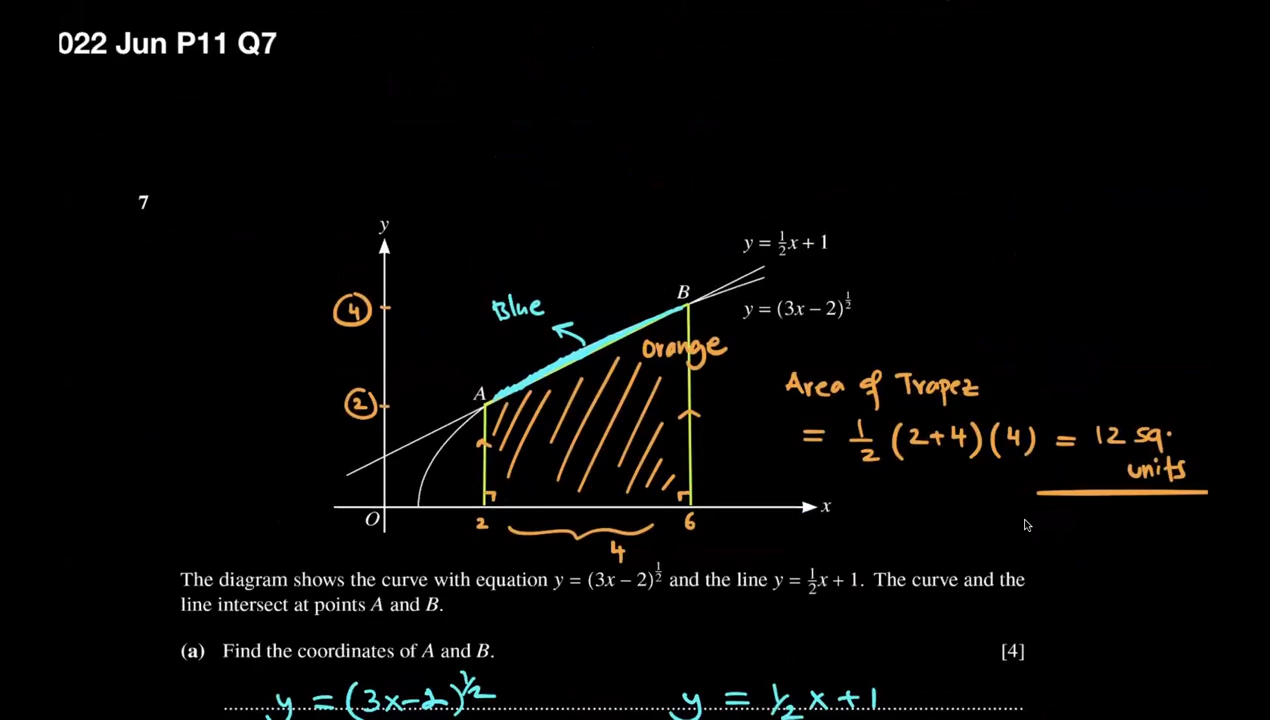 022 Jun P11 Q7
7
y
y = 1/2 x + 1
B
y = (3x – 2)^1/2
4
Blue
orange
A
2
Area of Trapez
= 1/2 (2+4)(4) = 12 sq.
units
O
2
6
x
4
The diagram shows the curve with equation y = (3x – 2)^1/2 and the line y = 1/2 x + 1. The curve and the
line intersect at points A and B.
(a) Find the coordinates of A and B. [4]
y = (3x-2)^1/2 y = 1/2 x + 1